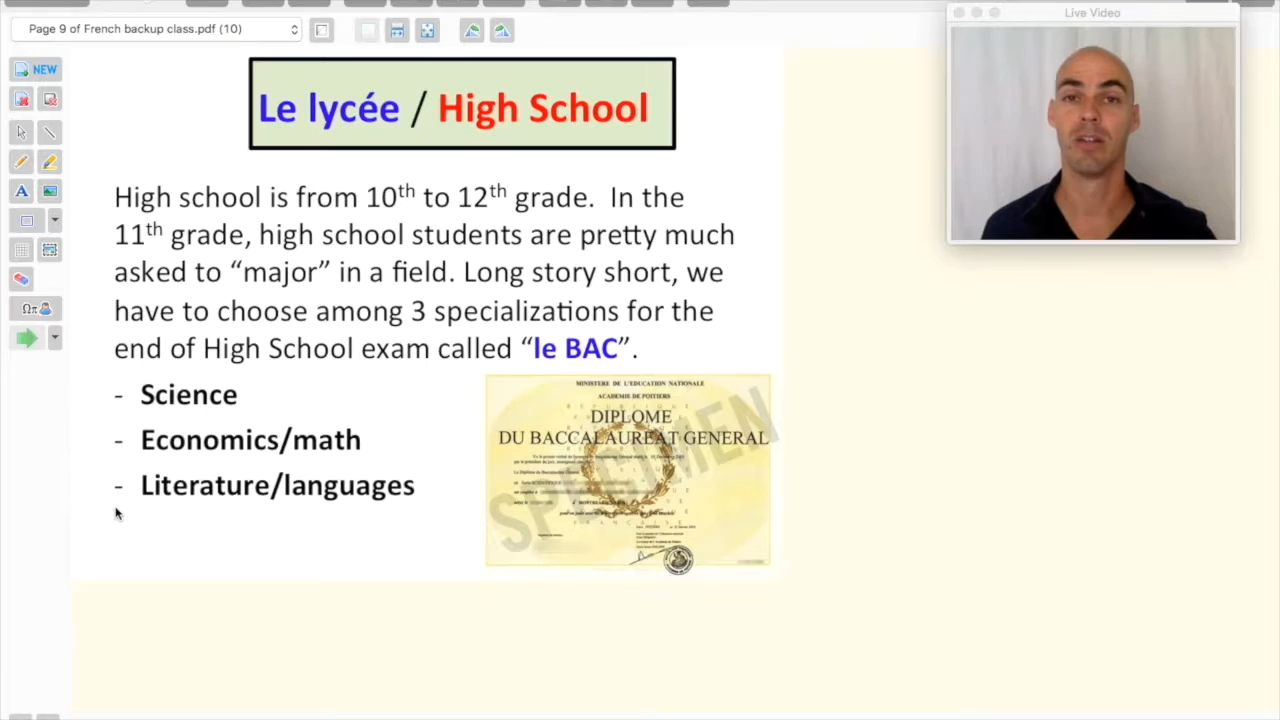 Page 9 of French backup class.pdf (10)
Live Video
NEW
Le lycée / High School
High school is from 10th to 12th grade. In the
11th grade, high school students are pretty much
asked to “major” in a field. Long story short, we
have to choose among 3 specializations for the
end of High School exam called “le BAC”.
- Science
- Economics/math
- Literature/languages
A
Ωπ
MINISTERE DE L'EDUCATION NATIONALE
ACADEMIE DE POITIERS
DIPLOME
DU BACCALAUREAT GENERAL
SPECIMEN